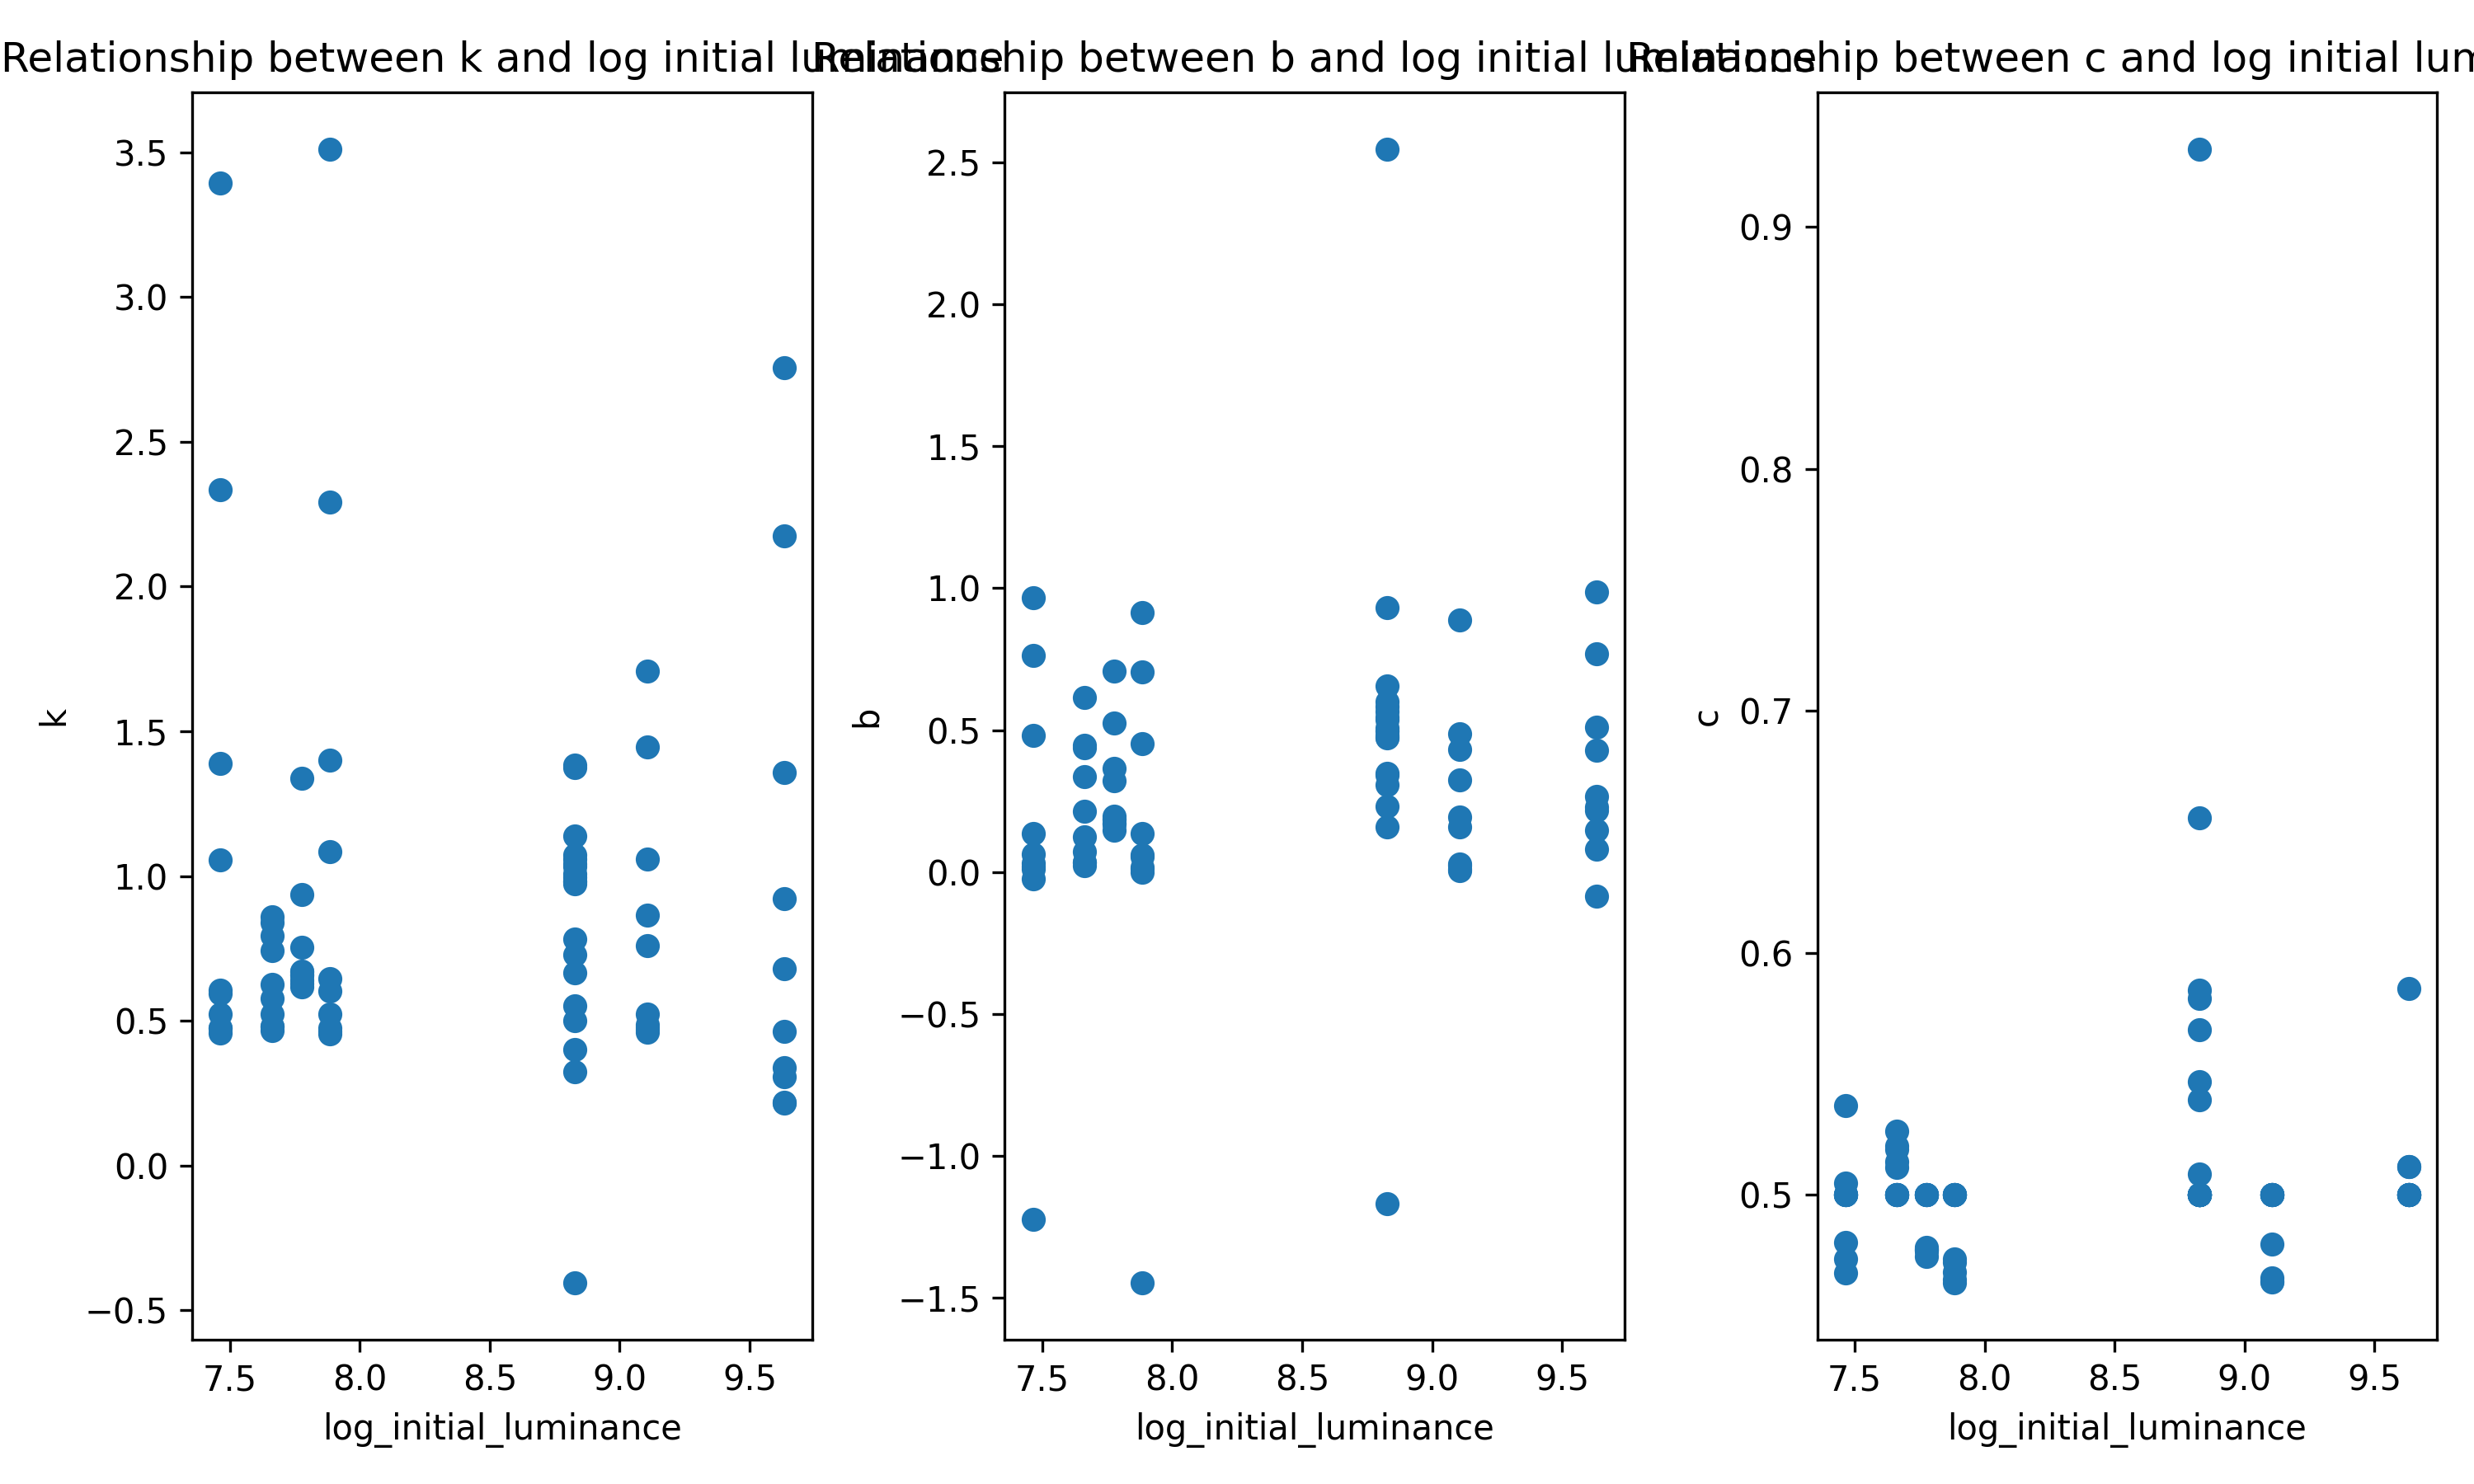 Relationship between k and log initial luminance
Relationship between b and log initial luminance
Relationship between c and log initial lum
3.5
3.0
2.5
2.0
1.5
1.0
0.5
0.0
−0.5
k
7.5 8.0 8.5 9.0 9.5
log_initial_luminance
2.5
2.0
1.5
1.0
0.5
0.0
−0.5
−1.0
−1.5
b
7.5 8.0 8.5 9.0 9.5
log_initial_luminance
0.9
0.8
0.7
0.6
0.5
c
7.5 8.0 8.5 9.0 9.5
log_initial_luminance